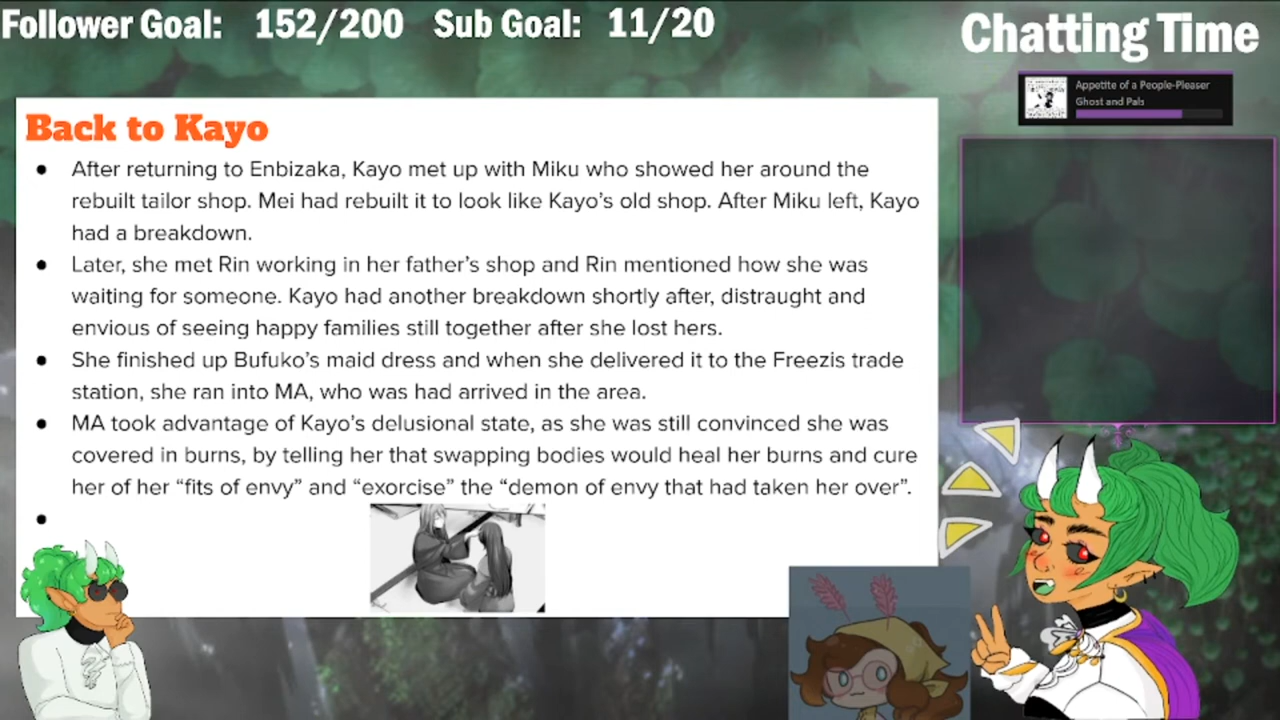 Follower Goal: 152/200 Sub Goal: 11/20
Chatting Time
Appetite of a People-Pleaser
Ghost and Pals
Back to Kayo
● After returning to Enbizaka, Kayo met up with Miku who showed her around the
rebuilt tailor shop. Mei had rebuilt it to look like Kayo’s old shop. After Miku left, Kayo
had a breakdown.
● Later, she met Rin working in her father’s shop and Rin mentioned how she was
waiting for someone. Kayo had another breakdown shortly after, distraught and
envious of seeing happy families still together after she lost hers.
● She finished up Bufuko’s maid dress and when she delivered it to the Freezis trade
station, she ran into MA, who was had arrived in the area.
● MA took advantage of Kayo’s delusional state, as she was still convinced she was
covered in burns, by telling her that swapping bodies would heal her burns and cure
her of her “fits of envy” and “exorcise” the “demon of envy that had taken her over”.
●